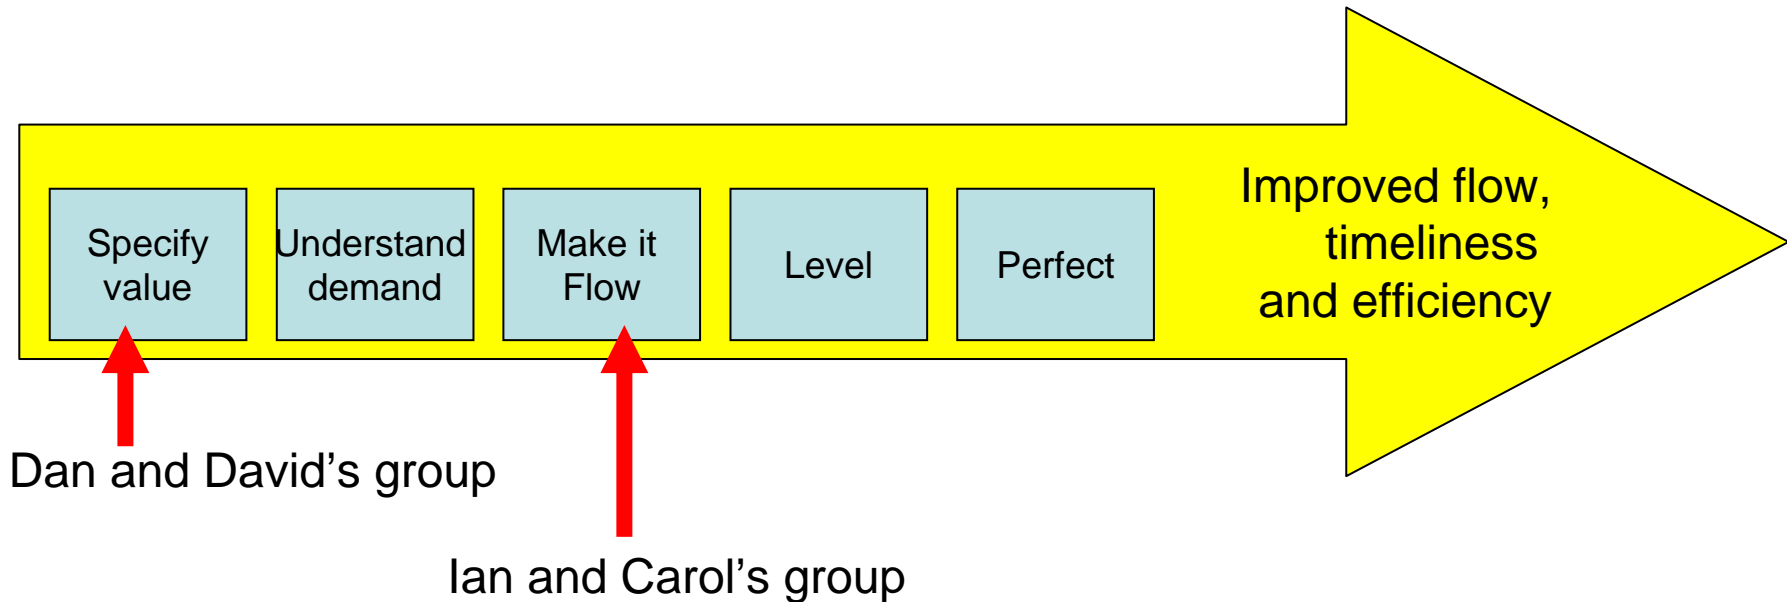 Specify
value
Understand
demand
Make it
Flow
Level
Perfect
Improved flow,
timeliness
and efficiency
Dan and David’s group
Ian and Carol’s group